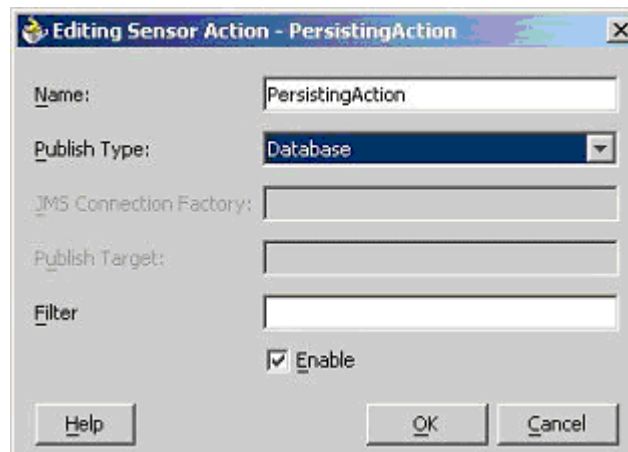 Editing Sensor Action - PersistingAction
Name: PersistingAction
Publish Type: Database
JMS Connection Factory:
Publish Target:
Filter
Enable
Help OK Cancel